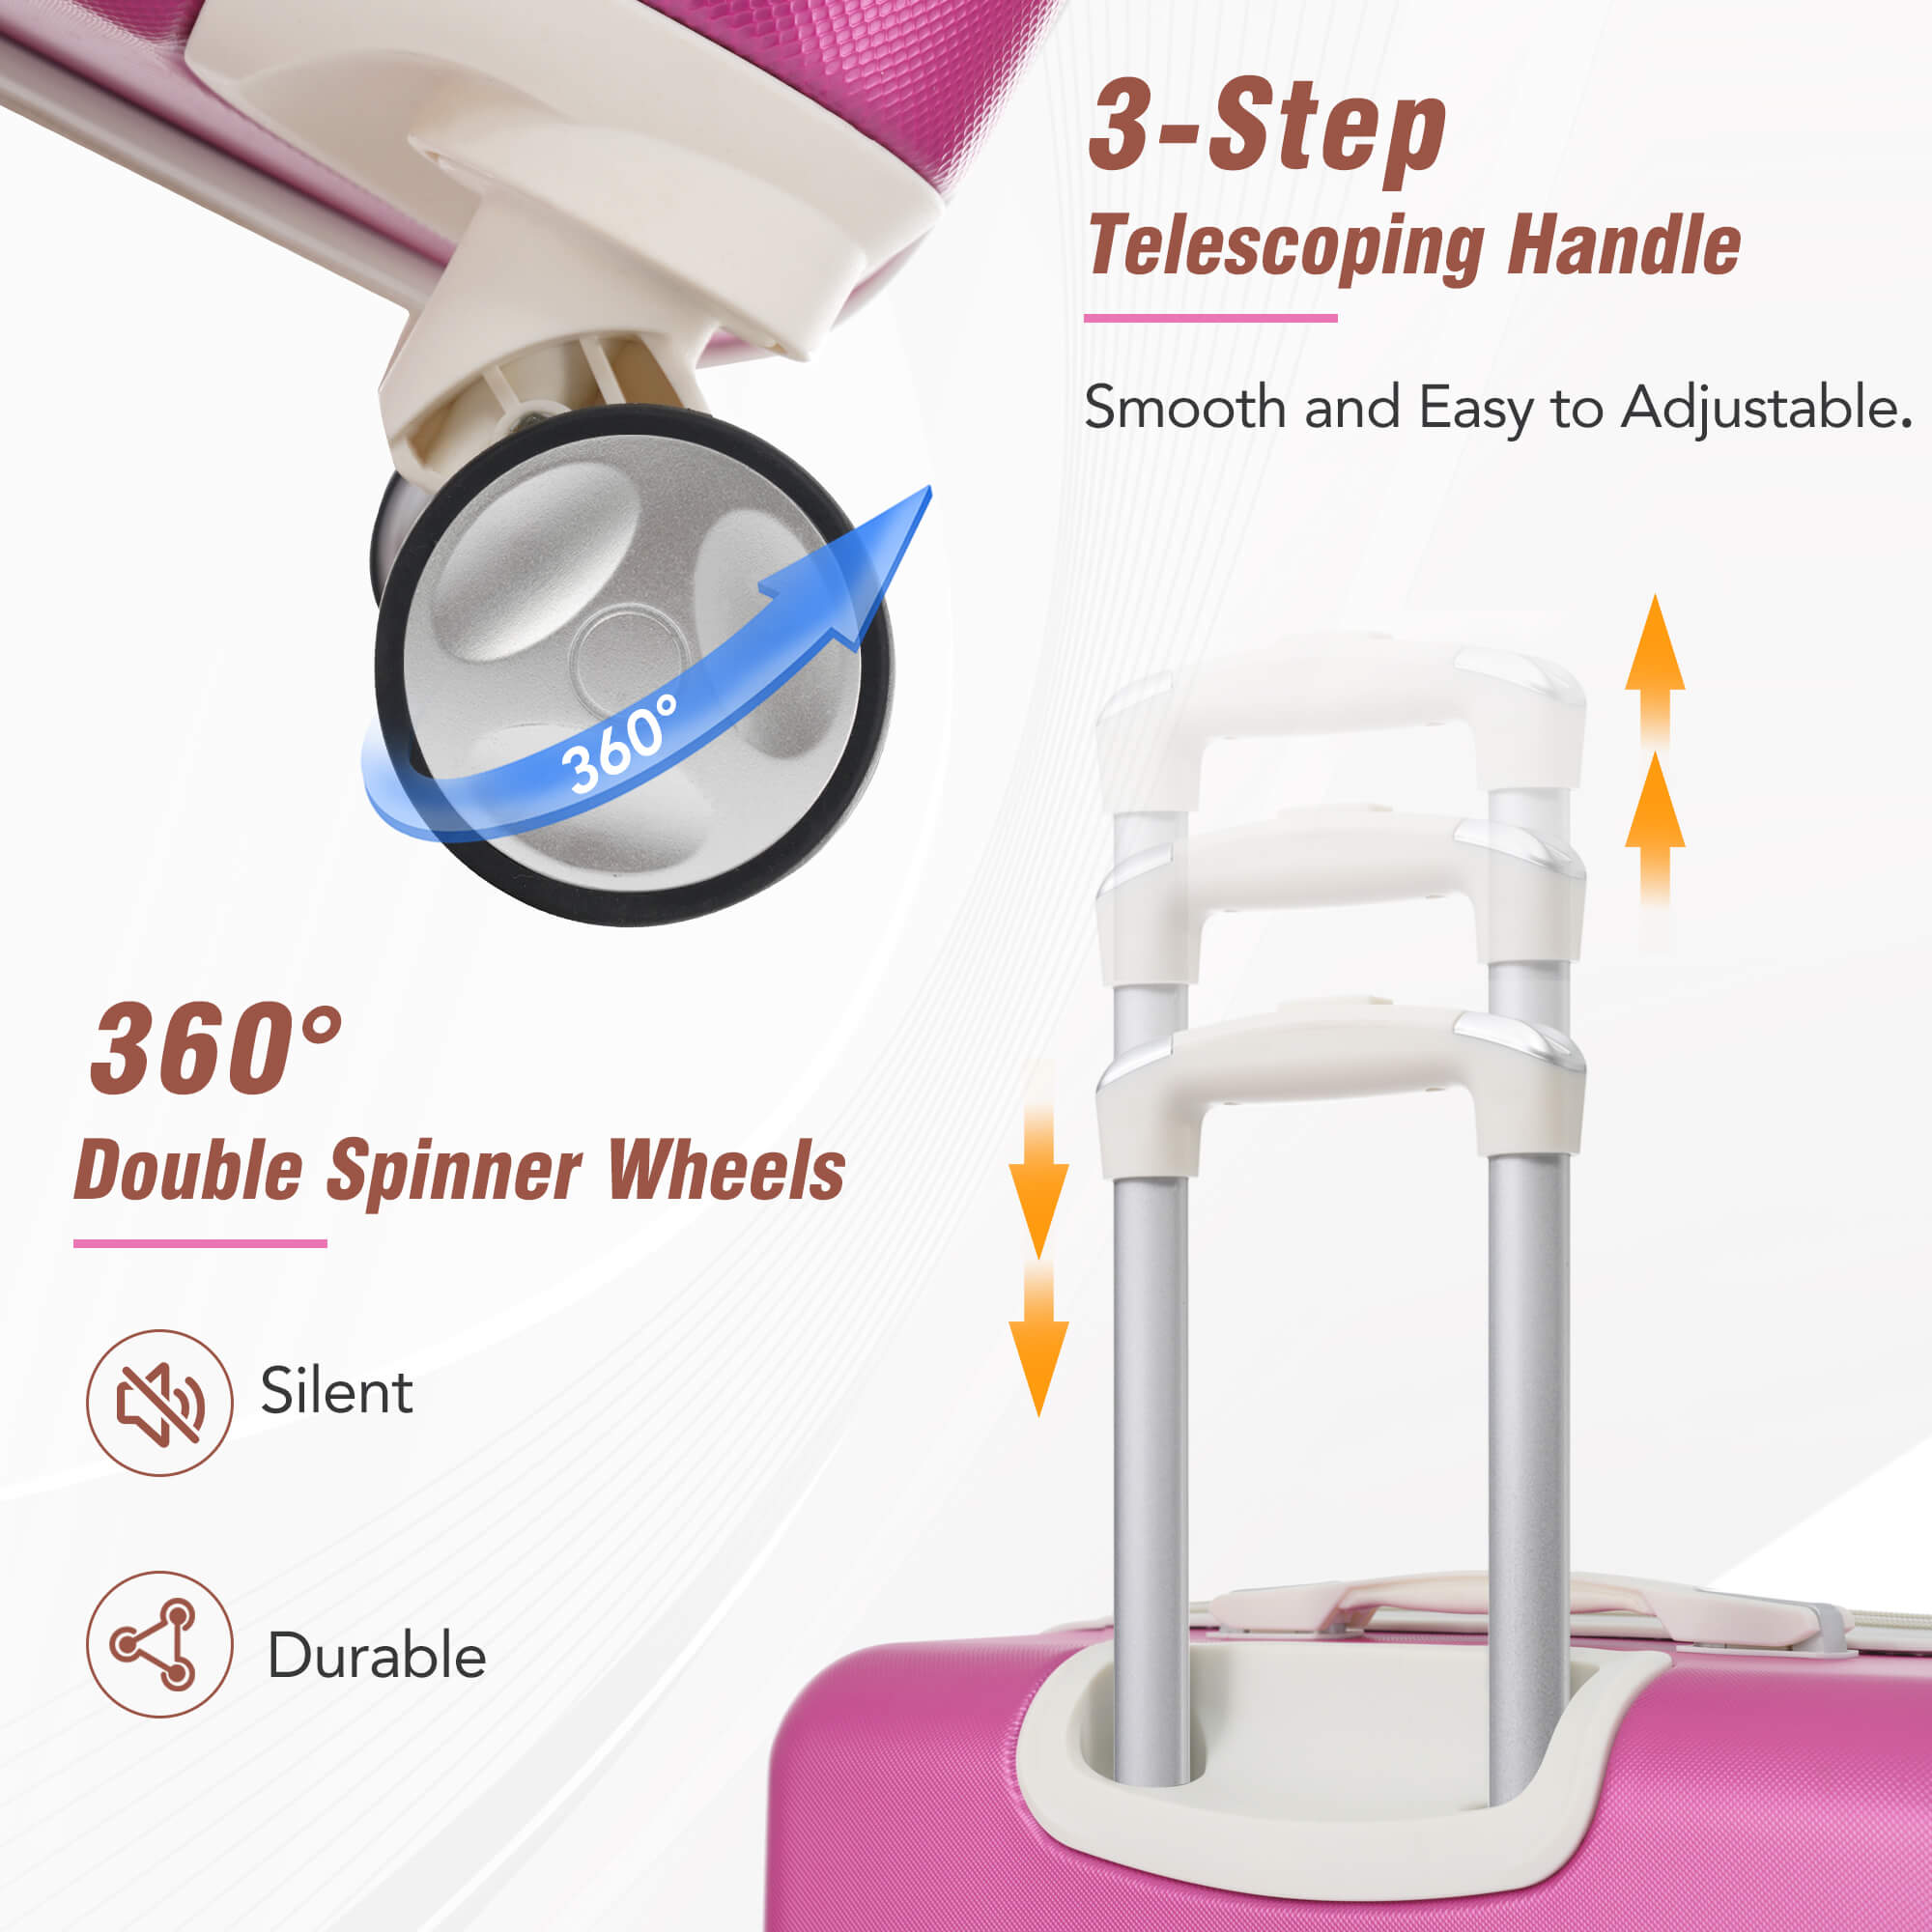 3-Step
Telescoping Handle
Smooth and Easy to Adjustable.
360°
360°
Double Spinner Wheels
Silent
Durable